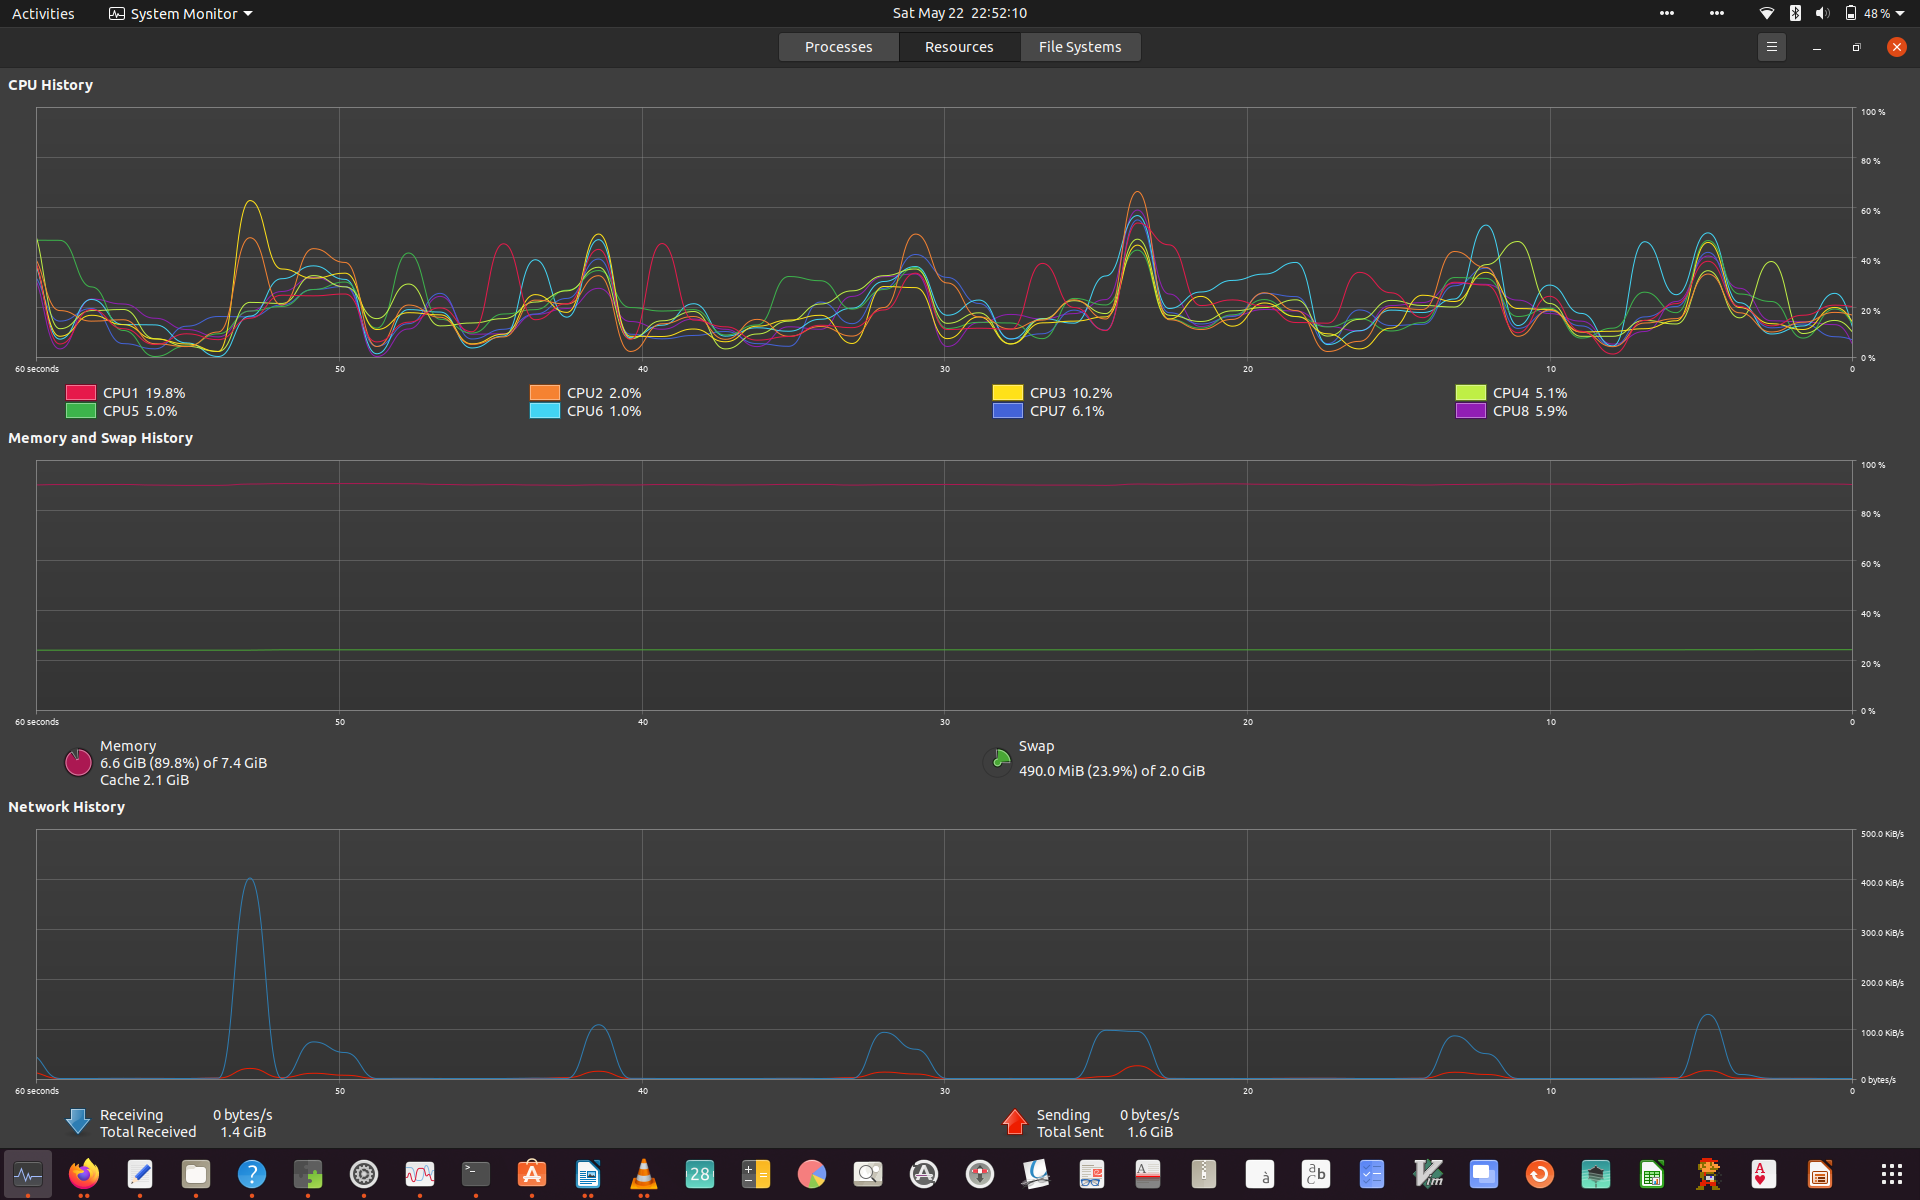 Activities System Monitor Sat May 22 22:52:10 48 %
Processes Resources File Systems
CPU History
100 %
80 %
60 %
40 %
20 %
0 %
60 seconds 50 40 30 20 10 0
CPU1 19.8% CPU2 2.0% CPU3 10.2% CPU4 5.1%
CPU5 5.0% CPU6 1.0% CPU7 6.1% CPU8 5.9%
Memory and Swap History
100 %
80 %
60 %
40 %
20 %
0 %
60 seconds 50 40 30 20 10 0
Memory Swap
6.6 GiB (89.8%) of 7.4 GiB 490.0 MiB (23.9%) of 2.0 GiB
Cache 2.1 GiB
Network History
500.0 KiB/s
400.0 KiB/s
300.0 KiB/s
200.0 KiB/s
100.0 KiB/s
0 bytes/s
60 seconds 50 40 30 20 10 0
Receiving 0 bytes/s Sending 0 bytes/s
Total Received 1.4 GiB Total Sent 1.6 GiB
? >_ A 28 A A à a b c Vim A